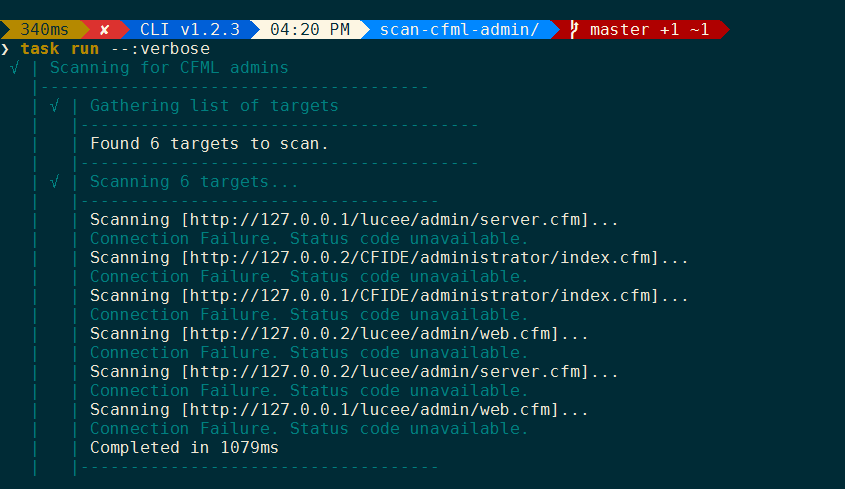 340ms ✘ CLI v1.2.3 04:20 PM scan-cfml-admin/ master +1 ~1
❯ task run --:verbose
√ | Scanning for CFML admins
|---------------------------------------
| √ | Gathering list of targets
| |----------------------------------------
| | Found 6 targets to scan.
| |----------------------------------------
| √ | Scanning 6 targets...
| |------------------------------------
| | Scanning [http://127.0.0.1/lucee/admin/server.cfm]...
| | Connection Failure. Status code unavailable.
| | Scanning [http://127.0.0.2/CFIDE/administrator/index.cfm]...
| | Connection Failure. Status code unavailable.
| | Scanning [http://127.0.0.1/CFIDE/administrator/index.cfm]...
| | Connection Failure. Status code unavailable.
| | Scanning [http://127.0.0.2/lucee/admin/web.cfm]...
| | Connection Failure. Status code unavailable.
| | Scanning [http://127.0.0.2/lucee/admin/server.cfm]...
| | Connection Failure. Status code unavailable.
| | Scanning [http://127.0.0.1/lucee/admin/web.cfm]...
| | Connection Failure. Status code unavailable.
| | Completed in 1079ms
| |------------------------------------